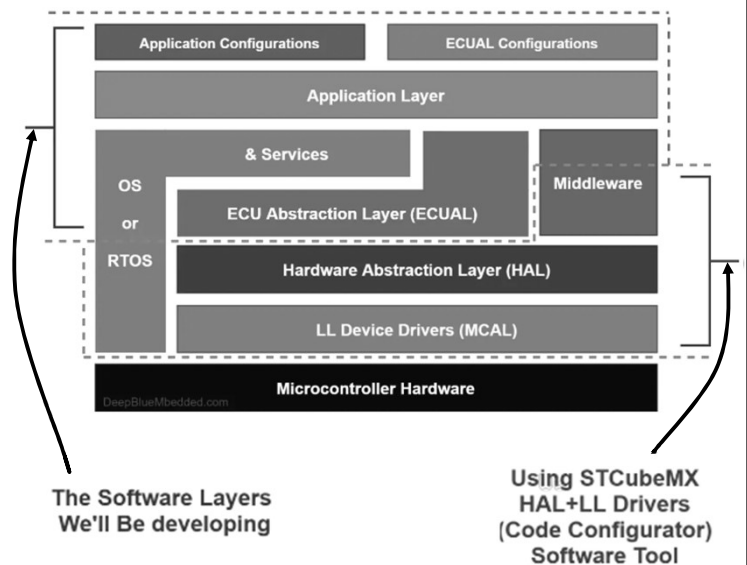 Application Configurations
ECUAL Configurations
Application Layer
& Services
OS
or
RTOS
Middleware
ECU Abstraction Layer (ECUAL)
Hardware Abstraction Layer (HAL)
LL Device Drivers (MCAL)
Microcontroller Hardware
DeepBlueMbedded.com
The Software Layers
We'll Be developing
Using STCubeMX
HAL+LL Drivers
(Code Configurator)
Software Tool